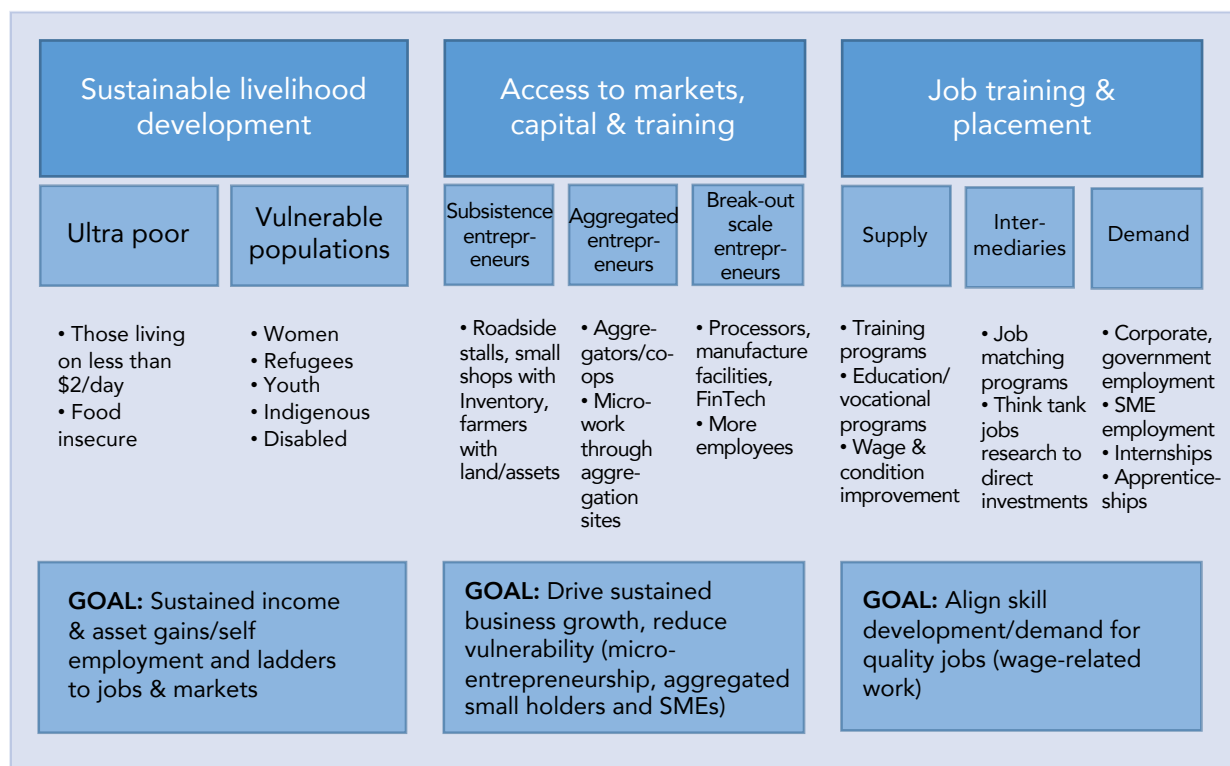 Sustainable livelihood
development
Ultra poor
Vulnerable
populations
• Those living
on less than
$2/day
• Food
insecure
• Women
• Refugees
• Youth
• Indigenous
• Disabled
GOAL: Sustained income
& asset gains/self
employment and ladders
to jobs & markets
Access to markets,
capital & training
Subsistence
entrepr-
eneurs
Aggregated
entrepr-
eneurs
Break-out
scale
entrepr-
eneurs
• Roadside
stalls, small
shops with
Inventory,
farmers
with
land/assets
• Aggre-
gators/co-
ops
• Micro-
work
through
aggre-
gation
sites
• Processors,
manufacture
facilities,
FinTech
• More
employees
GOAL: Drive sustained
business growth, reduce
vulnerability (micro-
entrepreneurship, aggregated
small holders and SMEs)
Job training &
placement
Supply
Inter-
mediaries
Demand
• Training
programs
• Education/
vocational
programs
• Wage &
condition
improvement
• Job
matching
programs
• Think tank
jobs
research to
direct
investments
• Corporate,
government
employment
• SME
employment
• Internships
• Apprentice-
ships
GOAL: Align skill
development/demand for
quality jobs (wage-related
work)